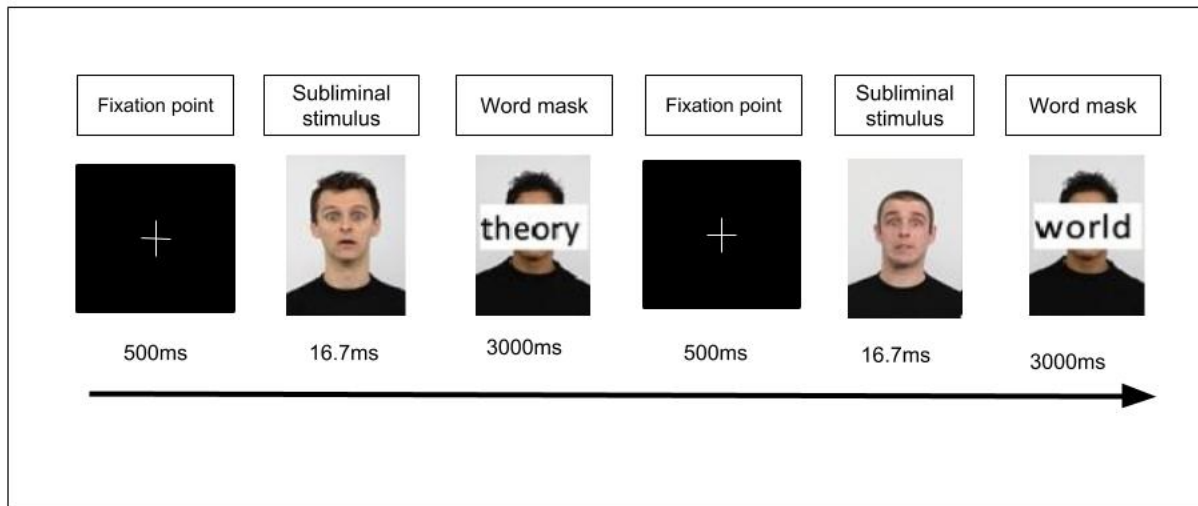 Fixation point
Subliminal
stimulus
Word mask
Fixation point
Subliminal
stimulus
Word mask
theory
world
500ms
16.7ms
3000ms
500ms
16.7ms
3000ms